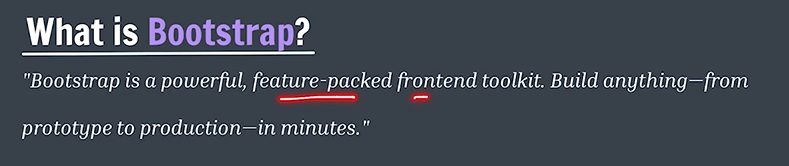 What is Bootstrap?
"Bootstrap is a powerful, feature-packed frontend toolkit. Build anything—from
prototype to production—in minutes."